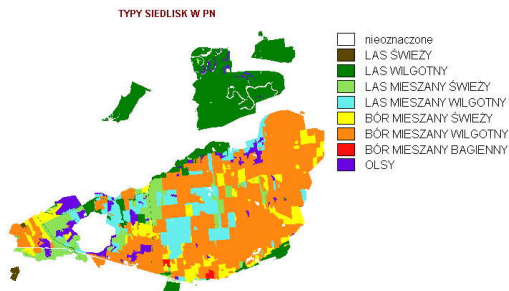 TYPY SIEDLISK W PN
nieoznaczone
LAS ŚWIEŻY
LAS WILGOTNY
LAS MIESZANY ŚWIEŻY
LAS MIESZANY WILGOTNY
BÓR MIESZANY ŚWIEŻY
BÓR MIESZANY WILGOTNY
BÓR MIESZANY BAGIENNY
OLSY